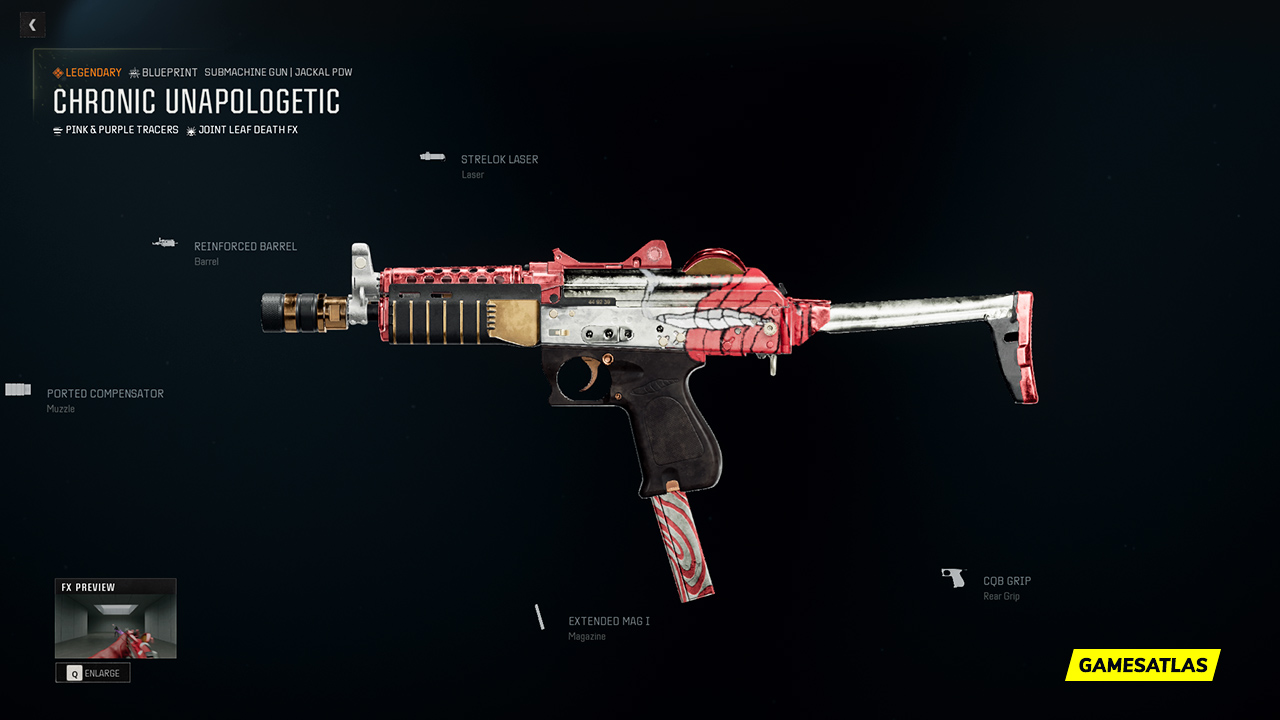 LEGENDARY BLUEPRINT SUBMACHINE GUN | JACKAL PDW
CHRONIC UNAPOLOGETIC
PINK & PURPLE TRACERS JOINT LEAF DEATH FX
STRELOK LASER
Laser
REINFORCED BARREL
Barrel
PORTED COMPENSATOR
Muzzle
FX PREVIEW
Q ENLARGE
EXTENDED MAG I
Magazine
CQB GRIP
Rear Grip
GAMESATLAS